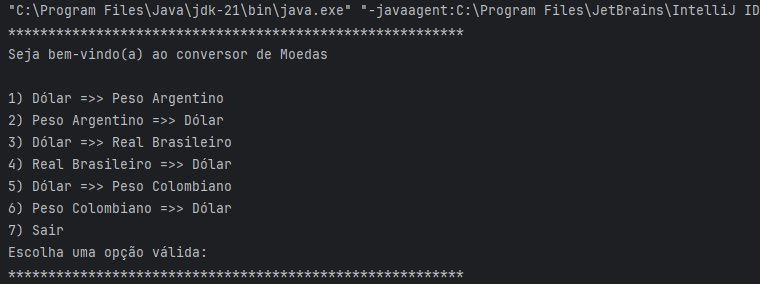 "C:\Program Files\Java\jdk-21\bin\java.exe" "-javaagent:C:\Program Files\JetBrains\IntelliJ ID
*********************************************************
Seja bem-vindo(a) ao conversor de Moedas
1) Dólar =>> Peso Argentino
2) Peso Argentino =>> Dólar
3) Dólar =>> Real Brasileiro
4) Real Brasileiro =>> Dólar
5) Dólar =>> Peso Colombiano
6) Peso Colombiano =>> Dólar
7) Sair
Escolha uma opção válida:
*********************************************************